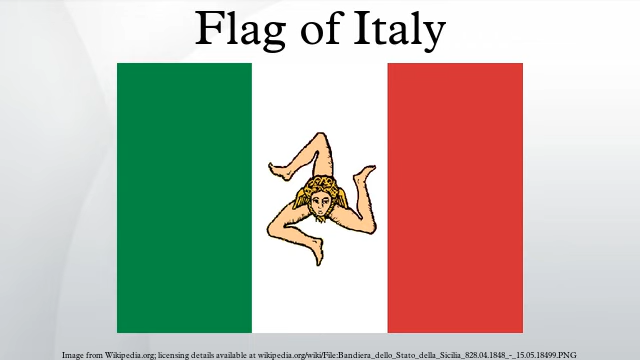 Flag of Italy
Image from Wikipedia.org; licensing details available at wikipedia.org/wiki/File:Bandiera_dello_Stato_della_Sicilia_828.04.1848_-_15.05.18499.PNG